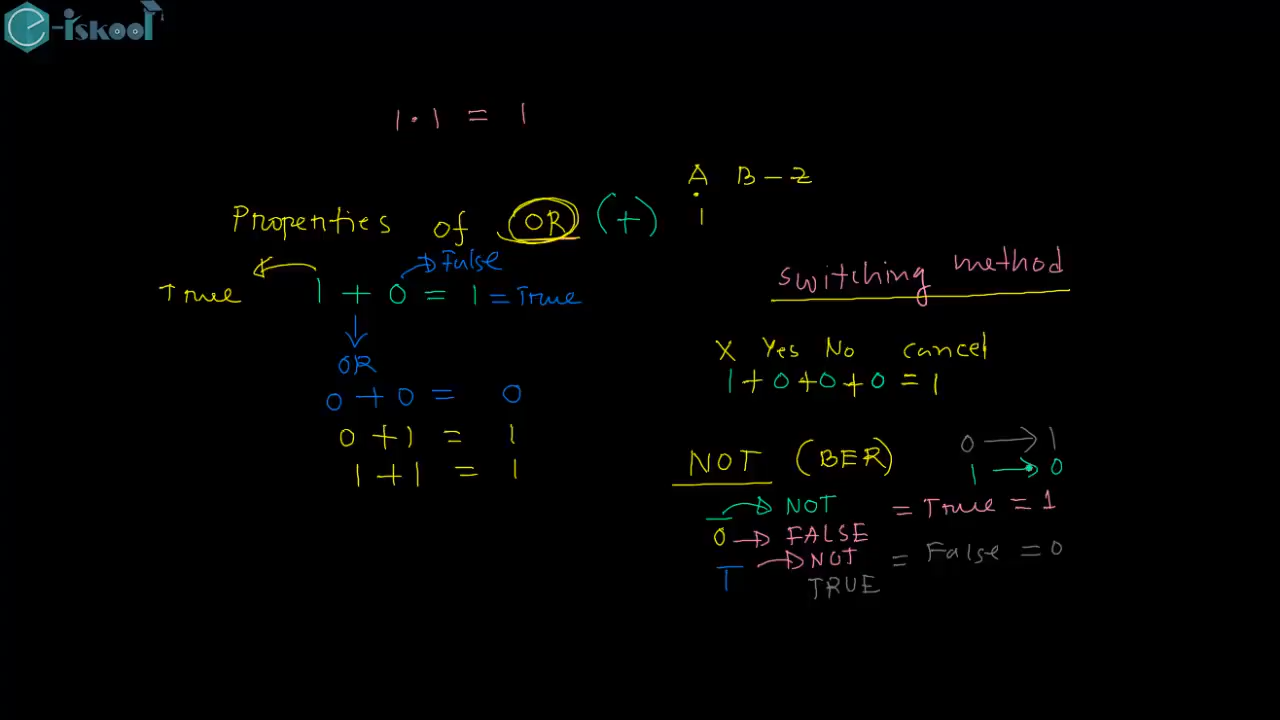 e-iskool
1 · 1 = 1
A B – Z
1
Properties of OR (+)
False
True 1 + 0 = 1 = True
OR
0 + 0 = 0
0 + 1 = 1
1 + 1 = 1
switching method
X Yes No cancel
1 + 0 + 0 + 0 = 1
NOT (BER)
0 → 1
1 → 0
NOT = True = 1
0 → FALSE
1 → NOT = False = 0
TRUE